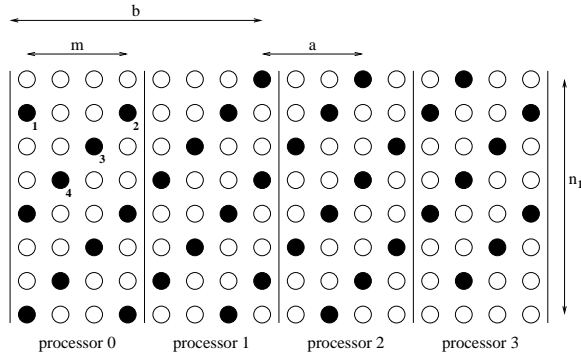 b
m
a
1
2
3
4
n1
processor 0
processor 1
processor 2
processor 3